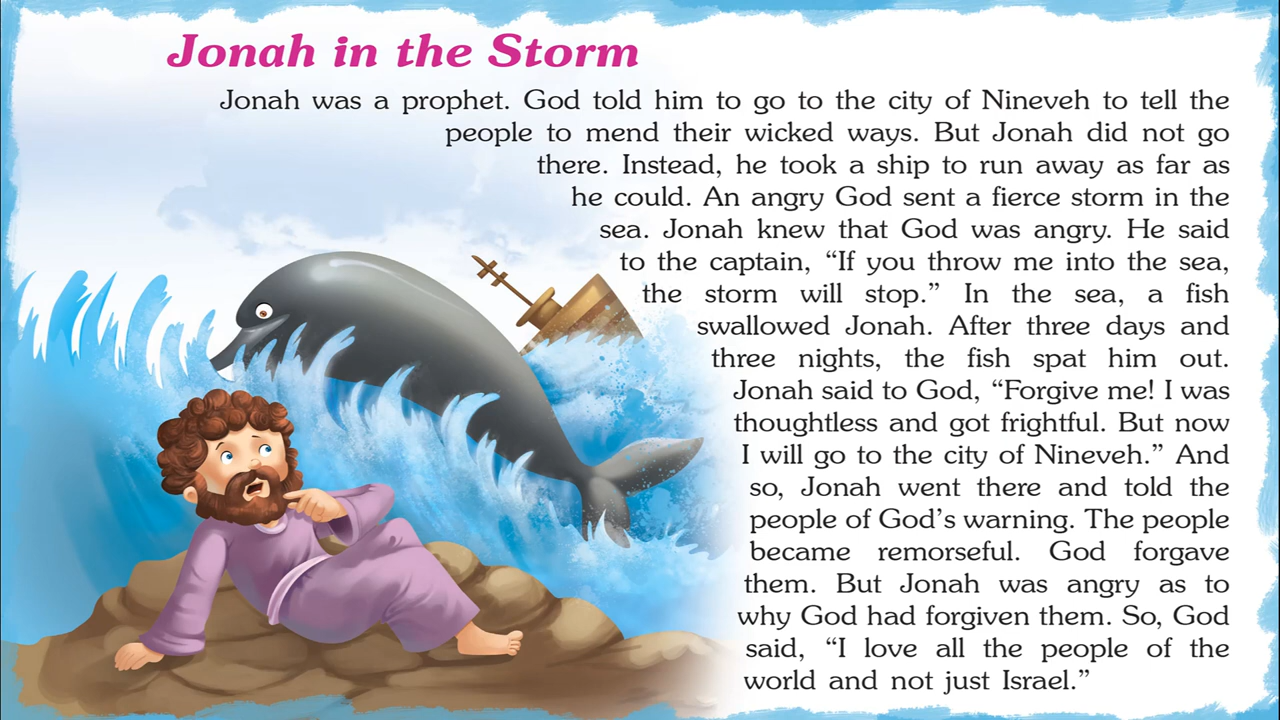 Jonah in the Storm
Jonah was a prophet. God told him to go to the city of Nineveh to tell the
people to mend their wicked ways. But Jonah did not go
there. Instead, he took a ship to run away as far as
he could. An angry God sent a fierce storm in the
sea. Jonah knew that God was angry. He said
to the captain, “If you throw me into the sea,
the storm will stop.” In the sea, a fish
swallowed Jonah. After three days and
three nights, the fish spat him out.
Jonah said to God, “Forgive me! I was
thoughtless and got frightful. But now
I will go to the city of Nineveh.” And
so, Jonah went there and told the
people of God’s warning. The people
became remorseful. God forgave
them. But Jonah was angry as to
why God had forgiven them. So, God
said, “I love all the people of the
world and not just Israel.”